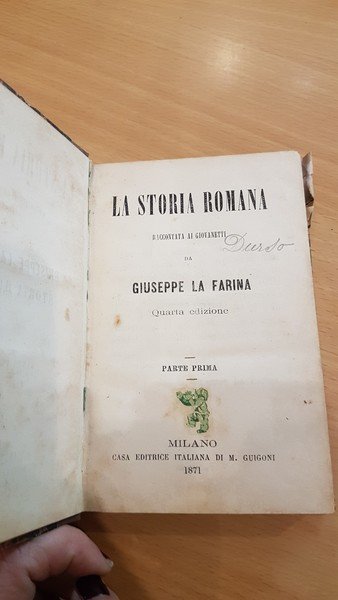 LA STORIA ROMANA
RACCONTATA AI GIOVANETTI
Durso
DA
GIUSEPPE LA FARINA
Quarta edizione
PARTE PRIMA
MILANO
CASA EDITRICE ITALIANA DI M. GUIGONI
1871